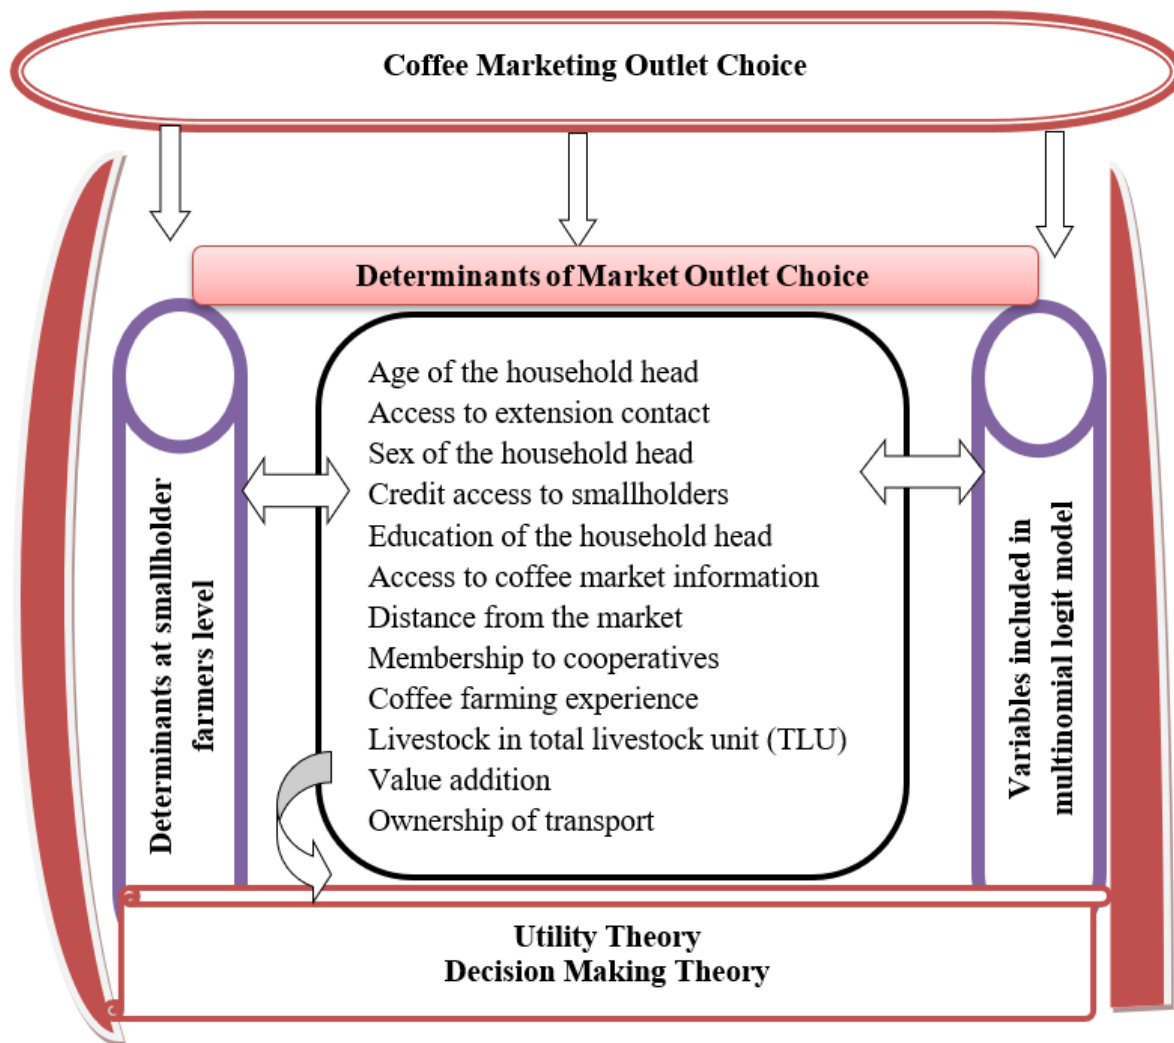 Coffee Marketing Outlet Choice
Determinants of Market Outlet Choice
Determinants at smallholder
farmers level
Age of the household head
Access to extension contact
Sex of the household head
Credit access to smallholders
Education of the household head
Access to coffee market information
Distance from the market
Membership to cooperatives
Coffee farming experience
Livestock in total livestock unit (TLU)
Value addition
Ownership of transport
Variables included in
multinomial logit model
Utility Theory
Decision Making Theory